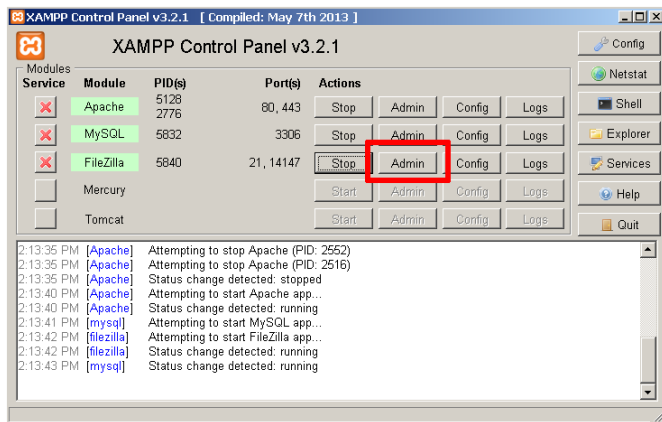 XAMPP Control Panel v3.2.1 [ Compiled: May 7th 2013 ]
XAMPP Control Panel v3.2.1
Config
Modules
Service Module PID(s) Port(s) Actions
Netstat
Apache 5128 2776 80, 443 Stop Admin Config Logs
Shell
MySQL 5832 3306 Stop Admin Config Logs
Explorer
FileZilla 5840 21, 14147 Stop Admin Config Logs
Services
Mercury Start Admin Config Logs
Help
Tomcat Start Admin Config Logs
Quit
2:13:35 PM [Apache] Attempting to stop Apache (PID: 2552)
2:13:35 PM [Apache] Attempting to stop Apache (PID: 2516)
2:13:35 PM [Apache] Status change detected: stopped
2:13:40 PM [Apache] Attempting to start Apache app...
2:13:40 PM [Apache] Status change detected: running
2:13:41 PM [mysql] Attempting to start MySQL app...
2:13:42 PM [filezilla] Attempting to start FileZilla app...
2:13:42 PM [filezilla] Status change detected: running
2:13:43 PM [mysql] Status change detected: running